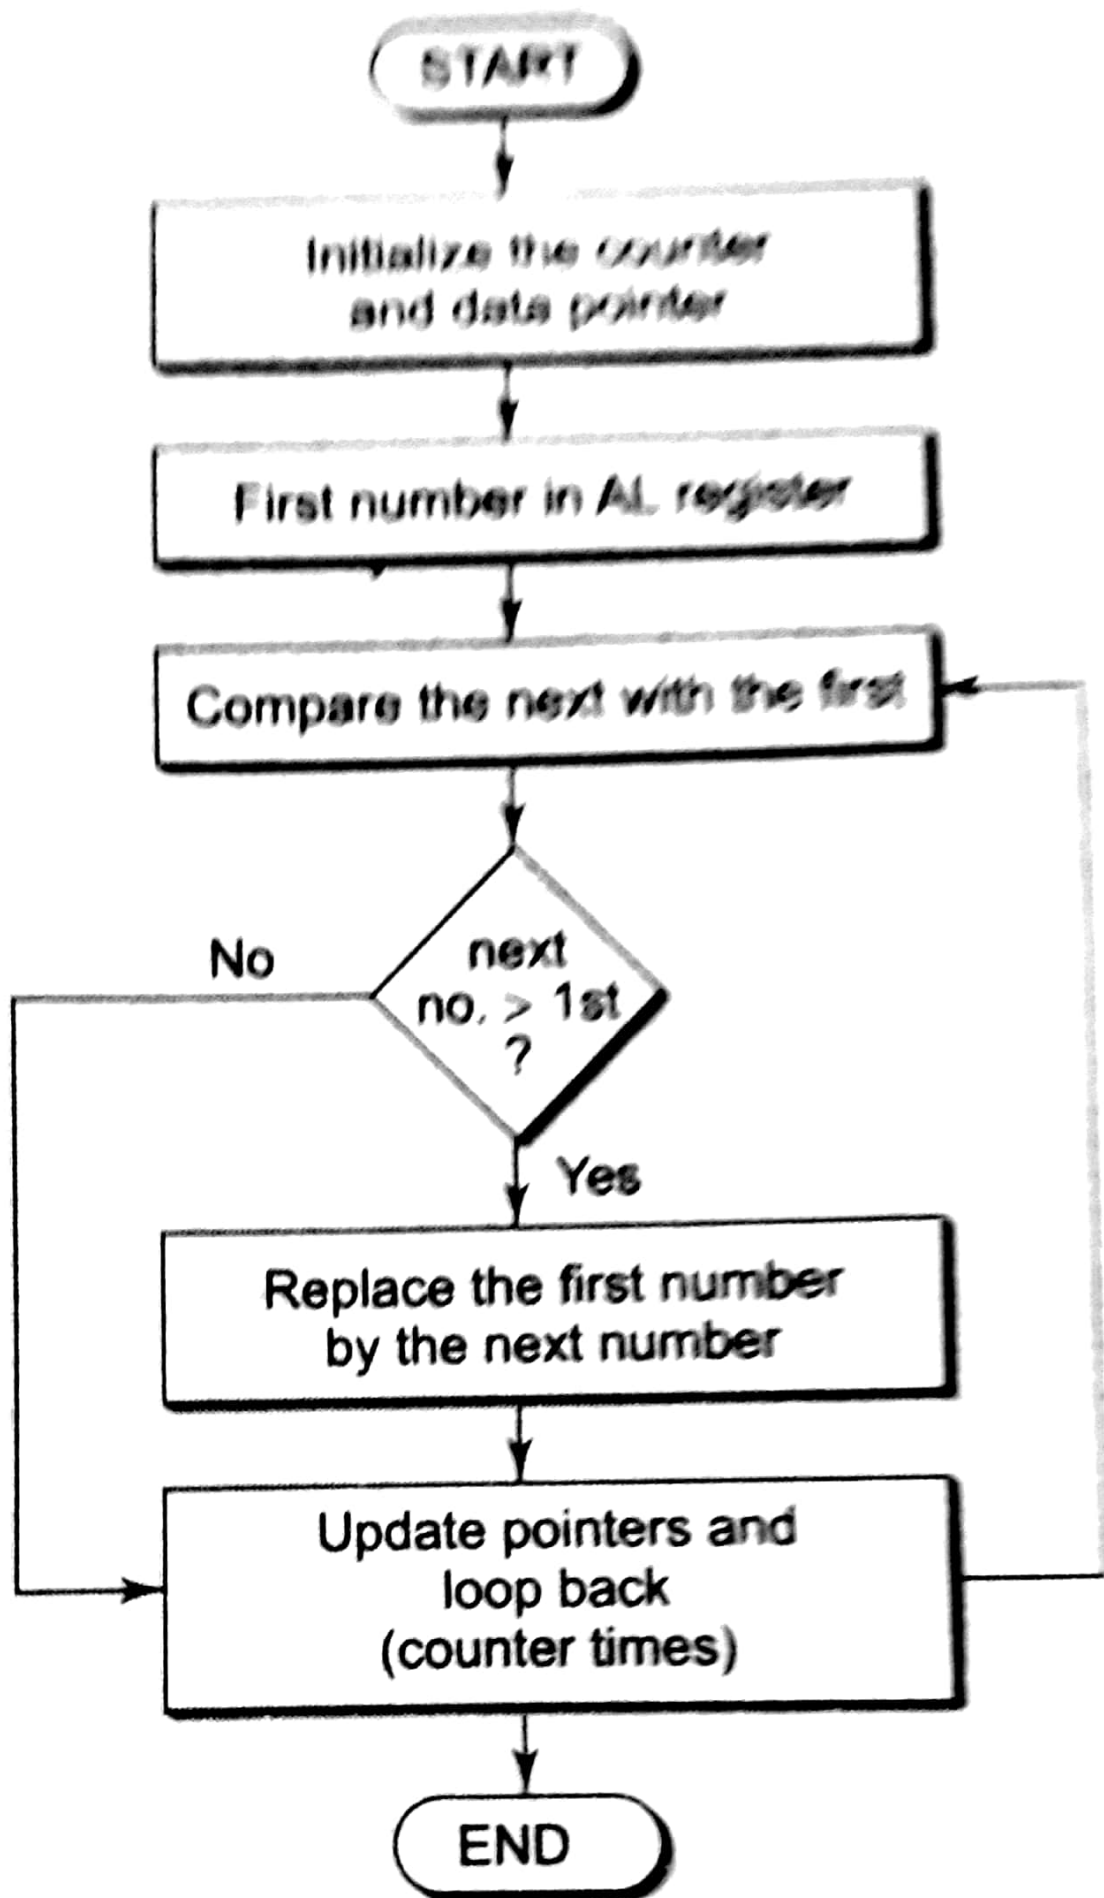 START
Initialize the counter
and data pointer
First number in AL register
Compare the next with the first
next
no. > 1st
?
No
Yes
Replace the first number
by the next number
Update pointers and
loop back
(counter times)
END